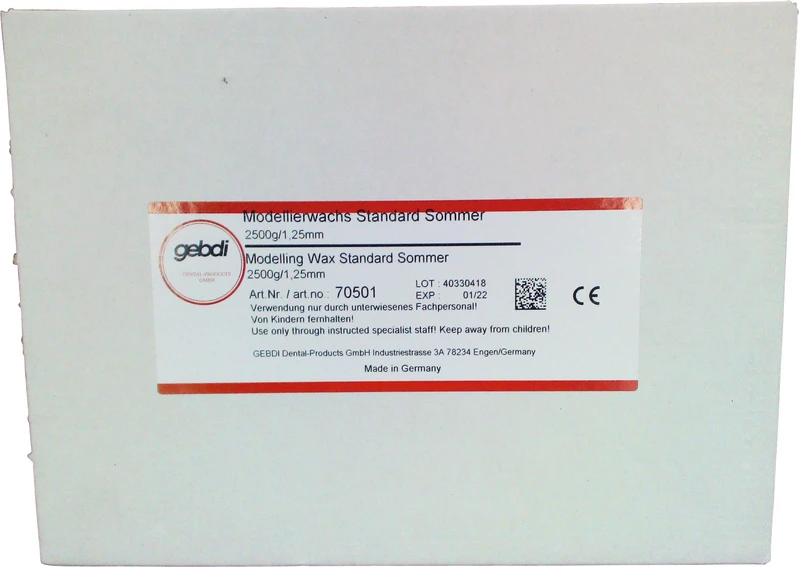 Modellierwachs Standard Sommer
2500g/1,25mm
gebdi
DENTAL-PRODUCTS
GMBH
Modelling Wax Standard Sommer
2500g/1,25mm
Art.Nr. / art.no.: 70501
LOT : 40330418
EXP : 01/22
CE
Verwendung nur durch unterwiesenes Fachpersonal!
Von Kindern fernhalten!
Use only through instructed specialist staff! Keep away from children!
GEBDI Dental-Products GmbH Industriestrasse 3A 78234 Engen/Germany
Made in Germany